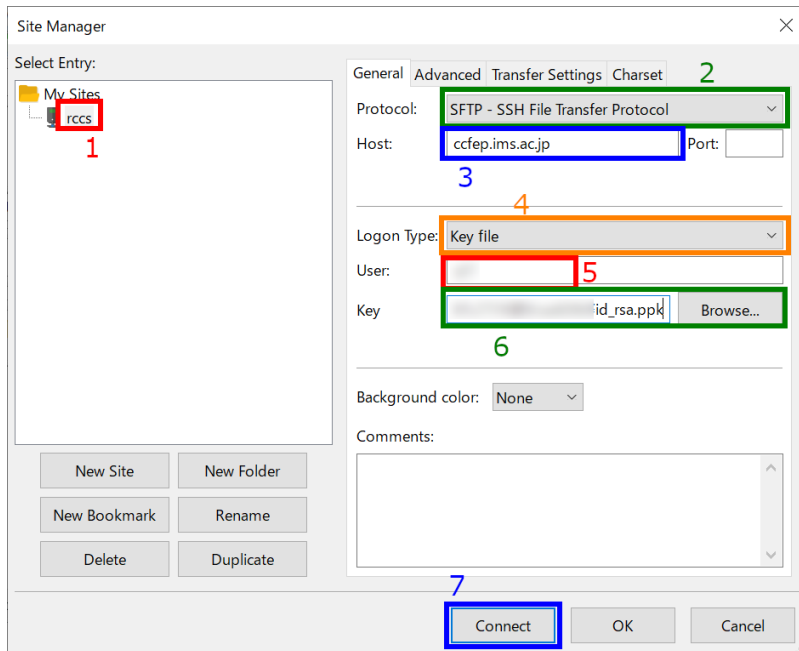 Site Manager
Select Entry:
My Sites
rccs
1
General Advanced Transfer Settings Charset
2
Protocol: SFTP - SSH File Transfer Protocol
Host: ccfep.ims.ac.jp Port:
3
4
Logon Type: Key file
User:
5
Key id_rsa.ppk Browse...
6
Background color: None
Comments:
New Site New Folder
New Bookmark Rename
Delete Duplicate
7
Connect OK Cancel